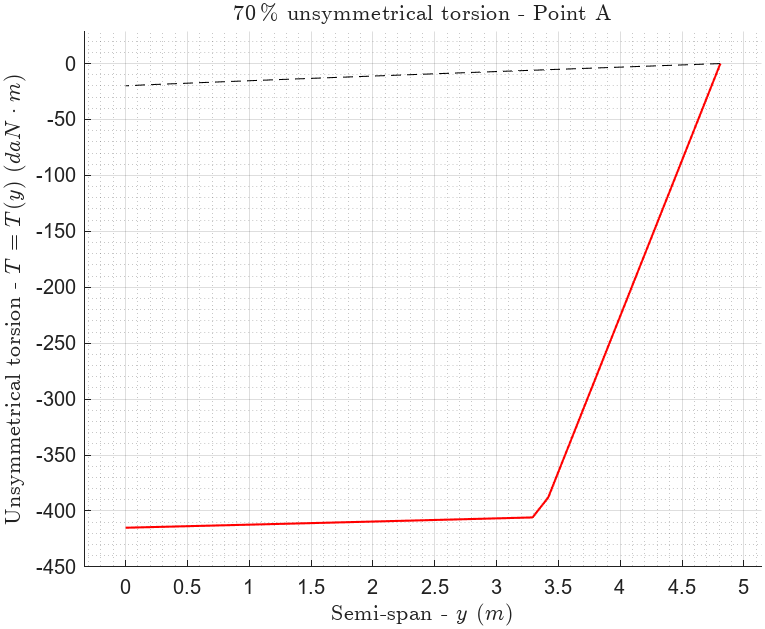 70 % unsymmetrical torsion - Point A
Unsymmetrical torsion - T = T(y) (daN · m)
0
-50
-100
-150
-200
-250
-300
-350
-400
-450
0 0.5 1 1.5 2 2.5 3 3.5 4 4.5 5
Semi-span - y (m)